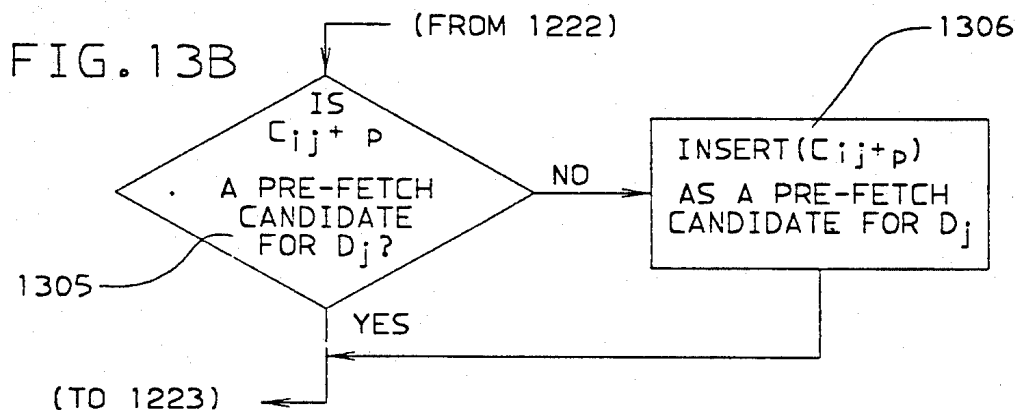 (FROM 1222)
1306
FIG.13B
IS
Cij+ p
A PRE-FETCH
CANDIDATE
FOR Dj?
NO
INSERT(Cij+p)
AS A PRE-FETCH
CANDIDATE FOR Dj
1305
YES
(TO 1223)